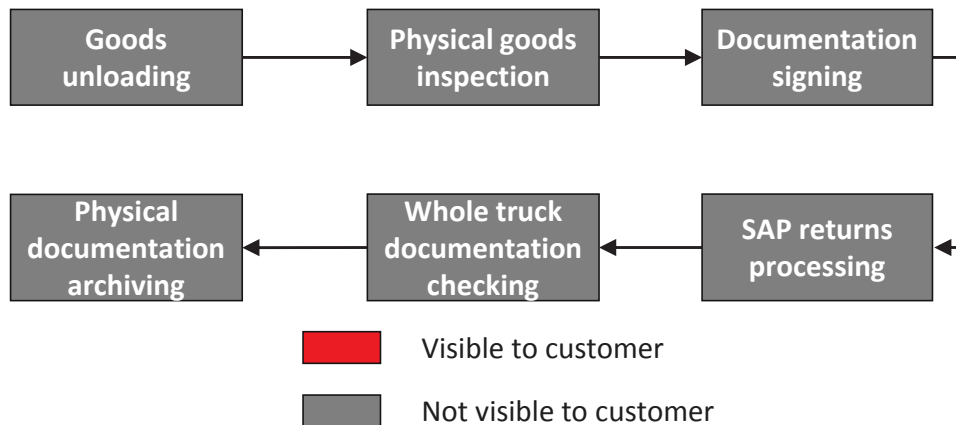 Goods
unloading
Physical goods
inspection
Documentation
signing
Physical
documentation
archiving
Whole truck
documentation
checking
SAP returns
processing
Visible to customer
Not visible to customer